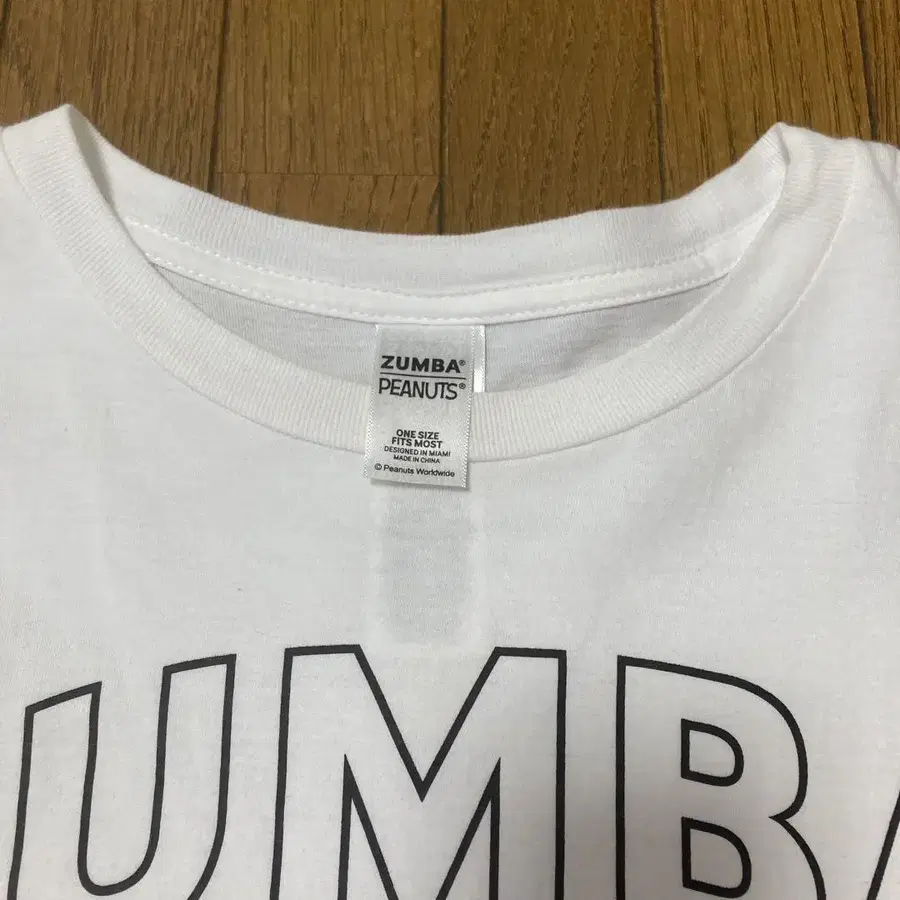 ZUMBA®
PEANUTS®
ONE SIZE
FITS MOST
DESIGNED IN MIAMI
MADE IN CHINA
© Peanuts Worldwide
UMBA